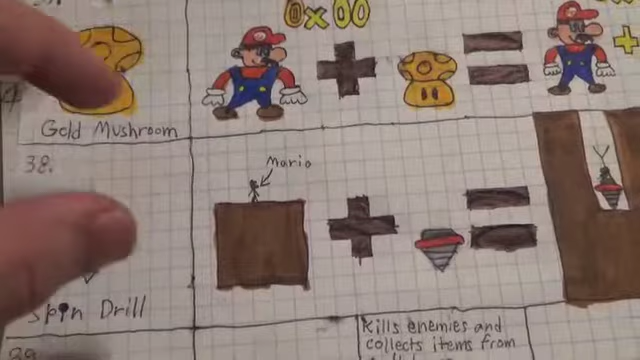 0x00
Gold Mushroom
38.
Mario
Spin Drill
Kills enemies and
collects items from